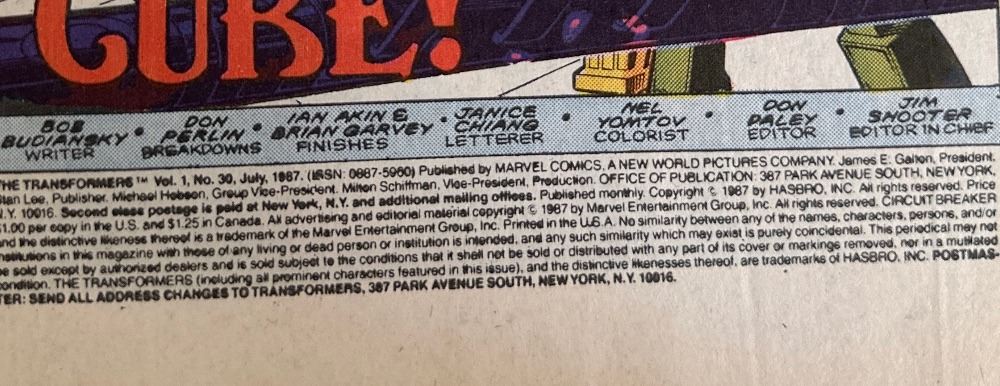 CURE!
BOB BUDIANSKY WRITER • DON PERLIN BREAKDOWNS • IAN AKIN & BRIAN GARVEY FINISHES • JANICE CHIANG LETTERER • NEL YOMTOV COLORIST • DON DALEY EDITOR • JIM SHOOTER EDITOR IN CHIEF
THE TRANSFORMERS™ Vol. 1, No. 30, July, 1987. (ISSN: 0887-5960) Published by MARVEL COMICS, A NEW WORLD PICTURES COMPANY. James E. Galton, President.
Stan Lee, Publisher. Michael Hobson, Group Vice-President. Milton Schiffman, Vice-President, Production. OFFICE OF PUBLICATION: 387 PARK AVENUE SOUTH, NEW YORK,
N.Y. 10016. Second class postage is paid at New York, N.Y. and additional mailing offices. Published monthly. Copyright © 1987 by HASBRO, INC. All rights reserved. Price
$1.00 per copy in the U.S. and $1.25 in Canada. All advertising and editorial material copyright © 1987 by Marvel Entertainment Group, Inc. All rights reserved. CIRCUIT BREAKER
and the distinctive likeness thereof is a trademark of the Marvel Entertainment Group, Inc. Printed in the U.S.A. No similarity between any of the names, characters, persons, and/or
institutions in this magazine with those of any living or dead person or institution is intended, and any such similarity which may exist is purely coincidental. This periodical may not
be sold except by authorized dealers and is sold subject to the conditions that it shall not be sold or distributed with any part of its cover or markings removed, nor in a mutilated
condition. THE TRANSFORMERS (including all prominent characters featured in this issue), and the distinctive likenesses thereof, are trademarks of HASBRO, INC. POSTMAS-
TER: SEND ALL ADDRESS CHANGES TO TRANSFORMERS, 387 PARK AVENUE SOUTH, NEW YORK, N.Y. 10016.